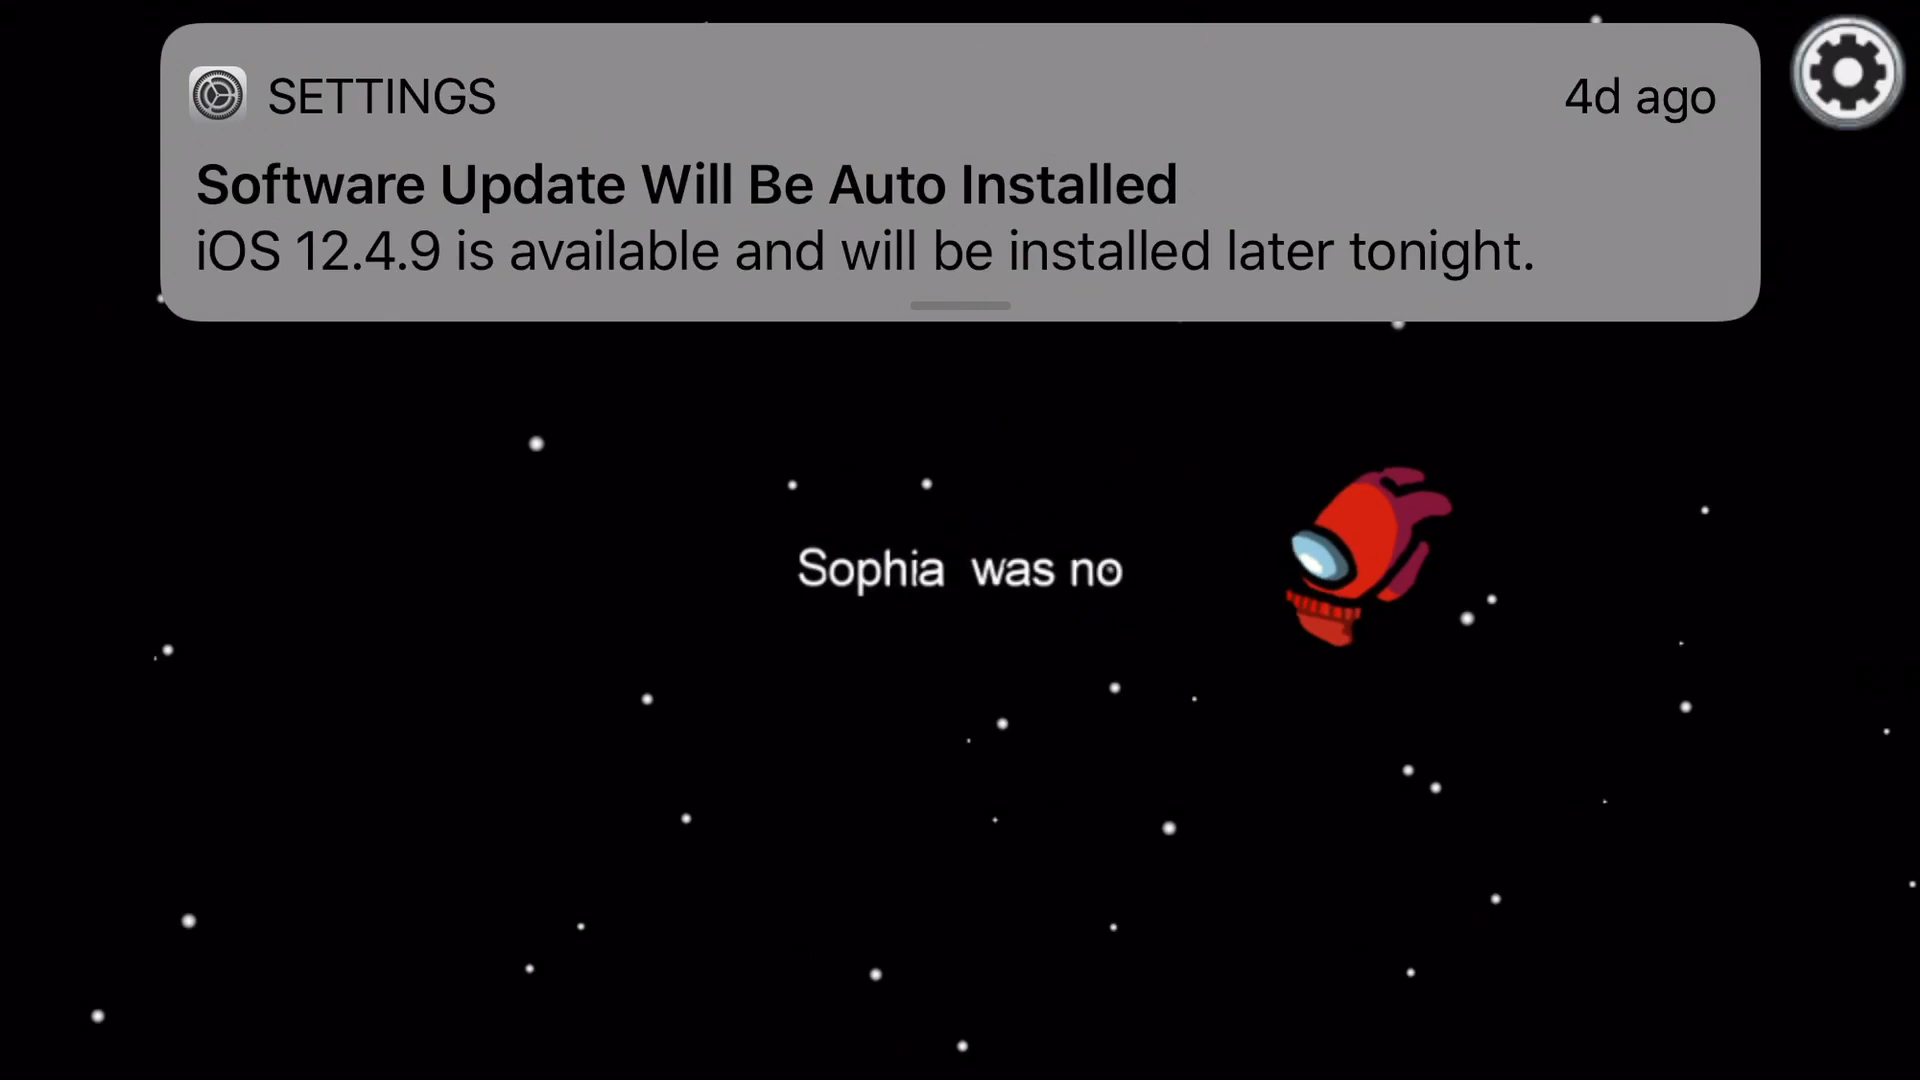 SETTINGS
4d ago
Software Update Will Be Auto Installed
iOS 12.4.9 is available and will be installed later tonight.
Sophia  was no